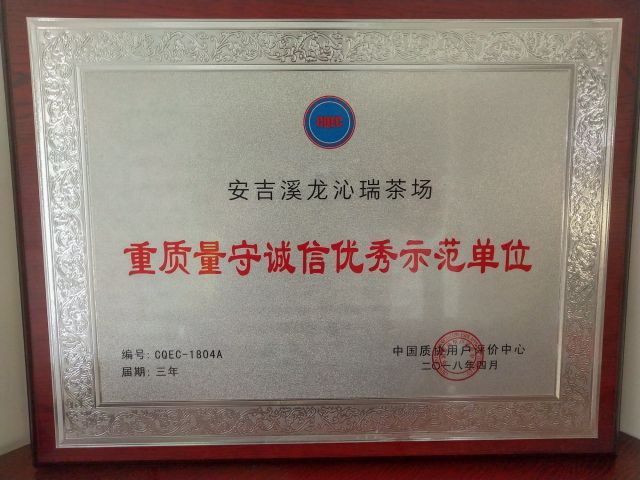 CQEC
安吉溪龙沁瑞茶场
重质量守诚信优秀示范单位
编号: CQEC-1804A
届期: 三年
中国质协用户评价中心
二〇一八年四月